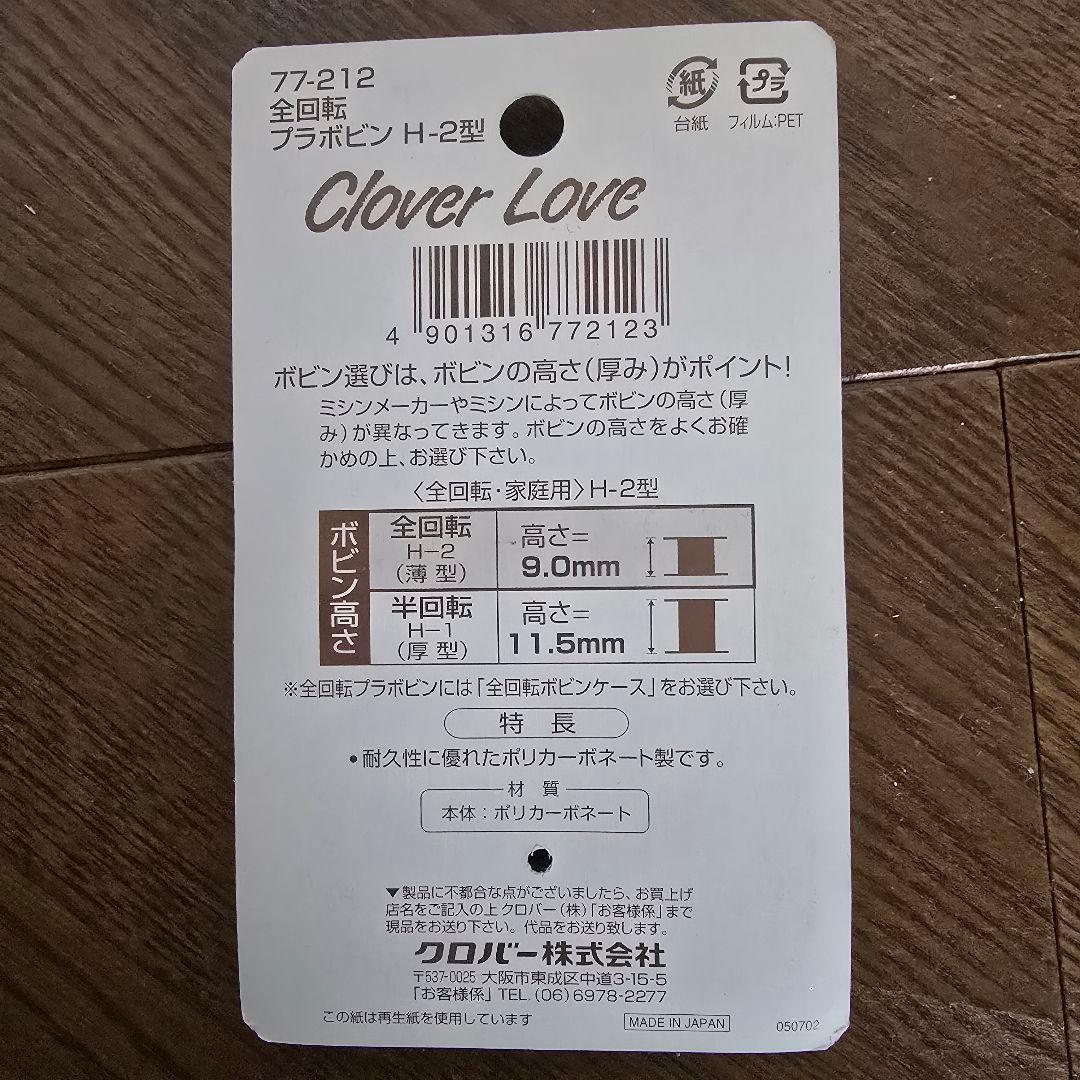 77-212
全回転
プラボビン H-2型
紙
プラ
台紙
フィルム:PET
Clover Love
4 901316 772123
ボビン選びは、ボビンの高さ(厚み)がポイント!
ミシンメーカーやミシンによってボビンの高さ(厚
み)が異なってきます。ボビンの高さをよくお確
かめの上、お選び下さい。
〈全回転・家庭用〉H-2型
ボビン高さ
全回転
H-2
(薄 型)
高さ=
9.0mm
半回転
H-1
(厚 型)
高さ=
11.5mm
※全回転プラボビンには「全回転ボビンケース」をお選び下さい。
特 長
•耐久性に優れたポリカーボネート製です。
材 質
本体:ポリカーボネート
▼製品に不都合な点がございましたら、お買上げ
店名をご記入の上クロバー(株)「お客様係」まで
現品をお送り下さい。代品をお送り致します。
クロバー株式会社
〒537-0025 大阪市東成区中道3-15-5
「お客様係」TEL.(06)6978-2277
この紙は再生紙を使用しています
MADE IN JAPAN
050702